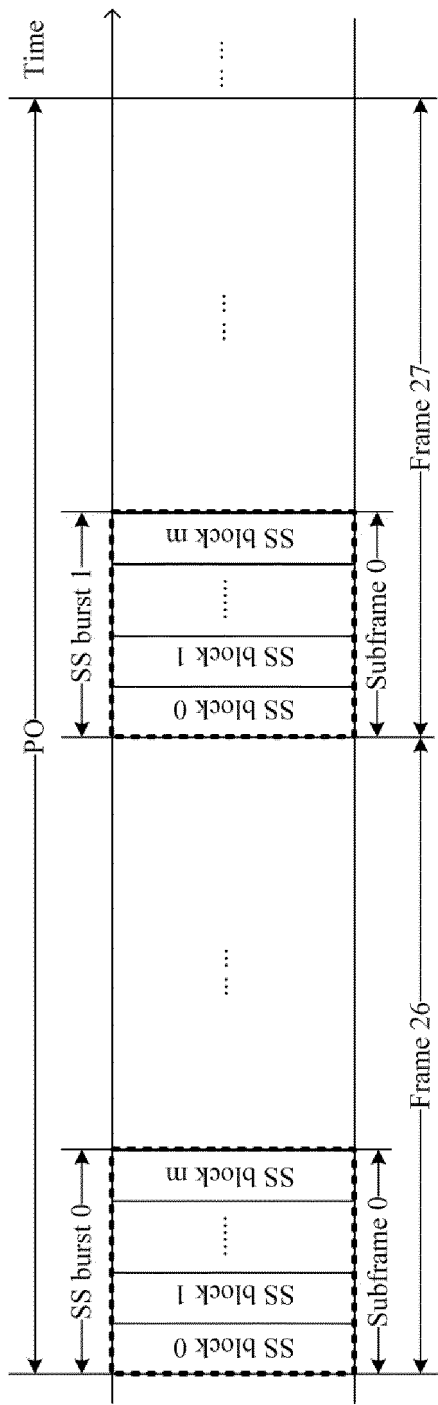 Time
PO
SS burst 0
SS burst 1
SS block 0
SS block 1
......
SS block m
... ...
SS block 0
SS block 1
......
SS block m
... ...
... ...
Subframe 0
Subframe 0
Frame 26
Frame 27